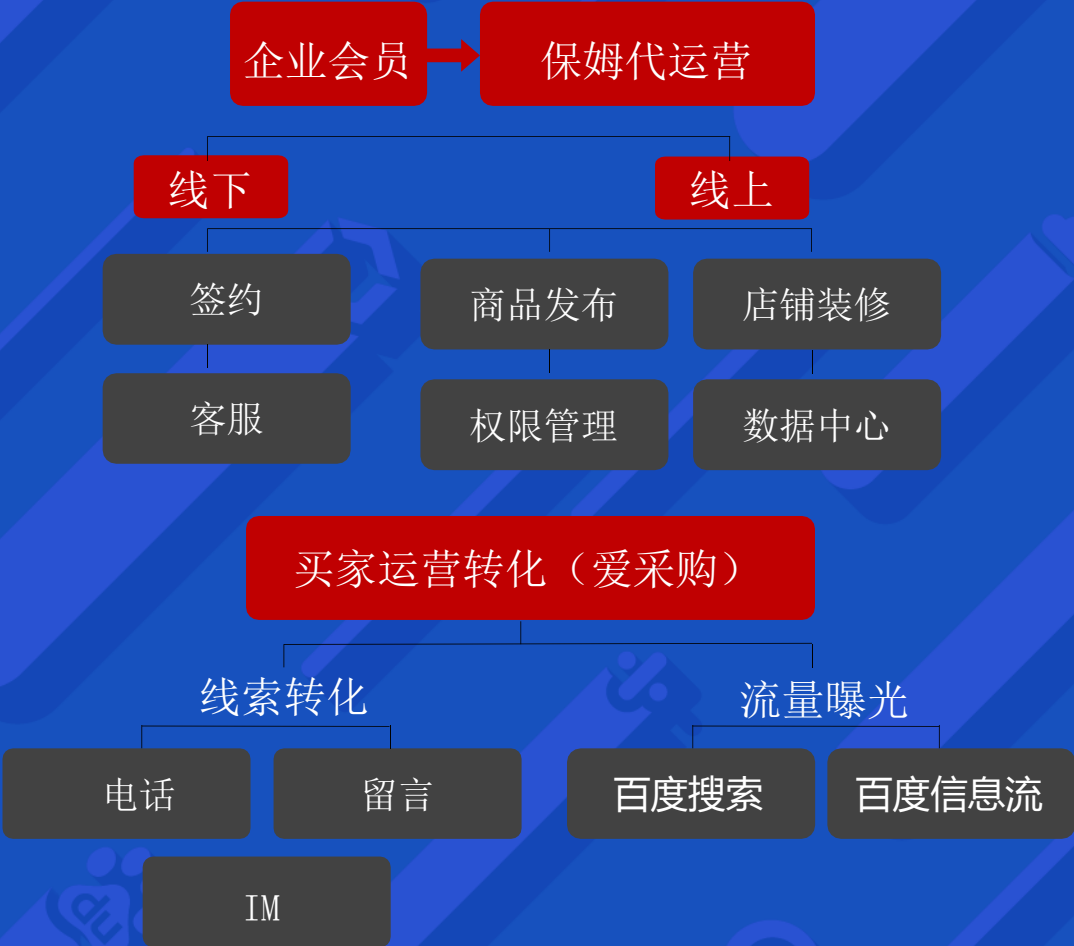 企业会员
保姆代运营
线下
线上
签约
商品发布
店铺装修
客服
权限管理
数据中心
买家运营转化（爱采购）
线索转化
流量曝光
电话
留言
百度搜索
百度信息流
IM